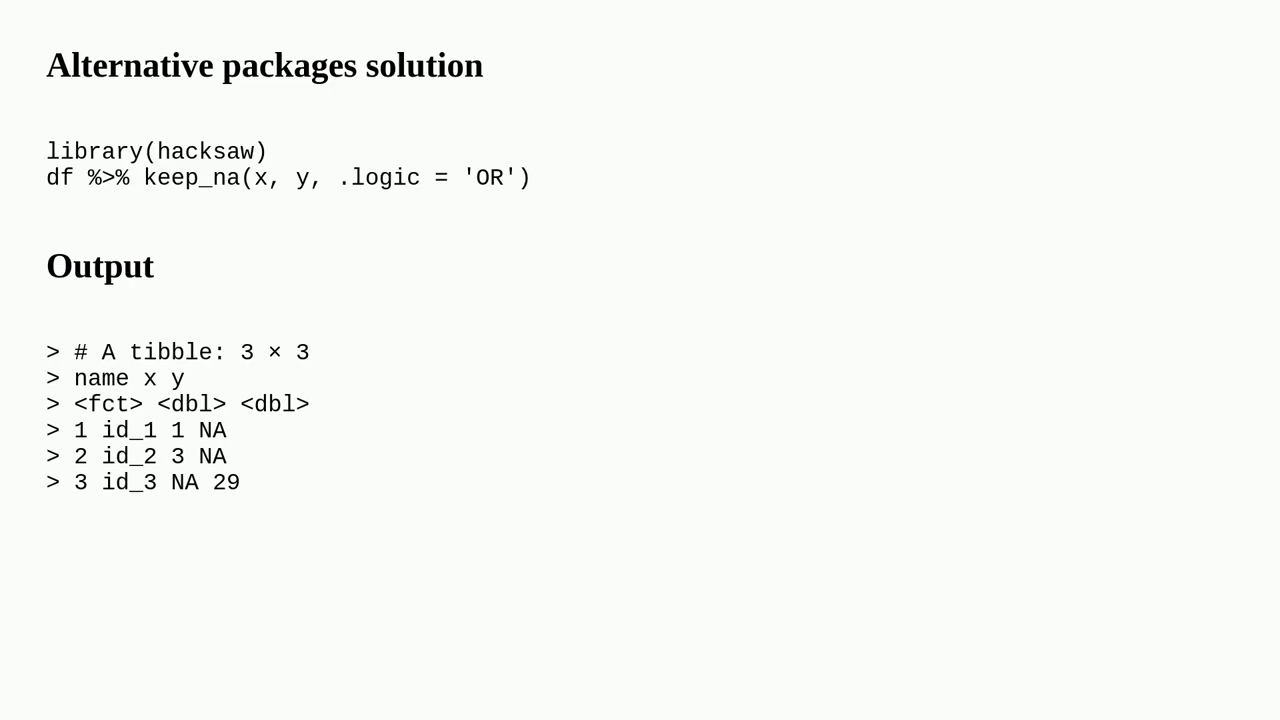 Alternative packages solution
library(hacksaw)
df %>% keep_na(x, y, .logic = 'OR')
Output
> # A tibble: 3 × 3
> name x y
> <fct> <dbl> <dbl>
> 1 id_1 1 NA
> 2 id_2 3 NA
> 3 id_3 NA 29